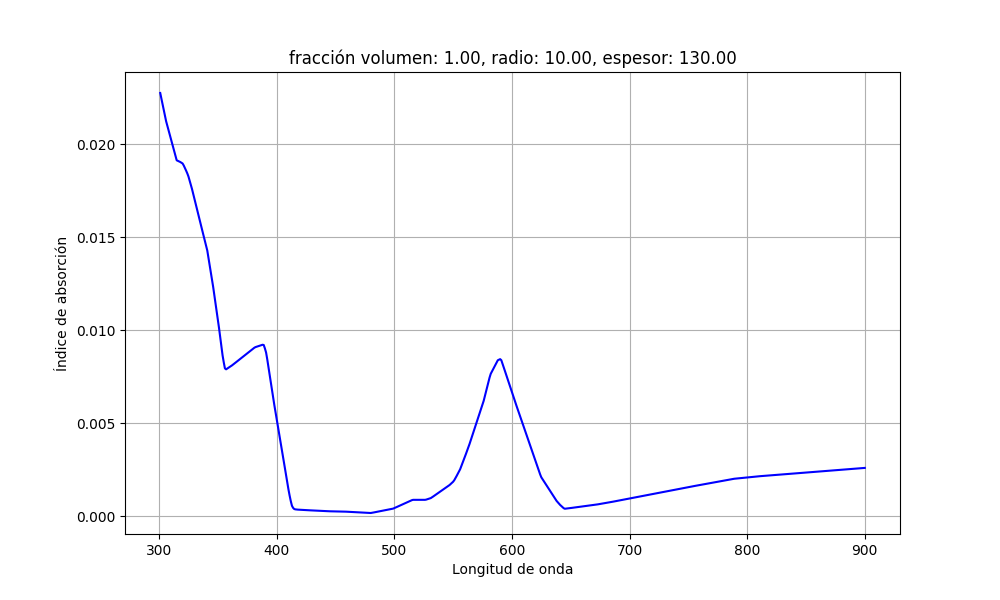 fracción volumen: 1.00, radio: 10.00, espesor: 130.00
Índice de absorción
0.020
0.015
0.010
0.005
0.000
300 400 500 600 700 800 900
Longitud de onda